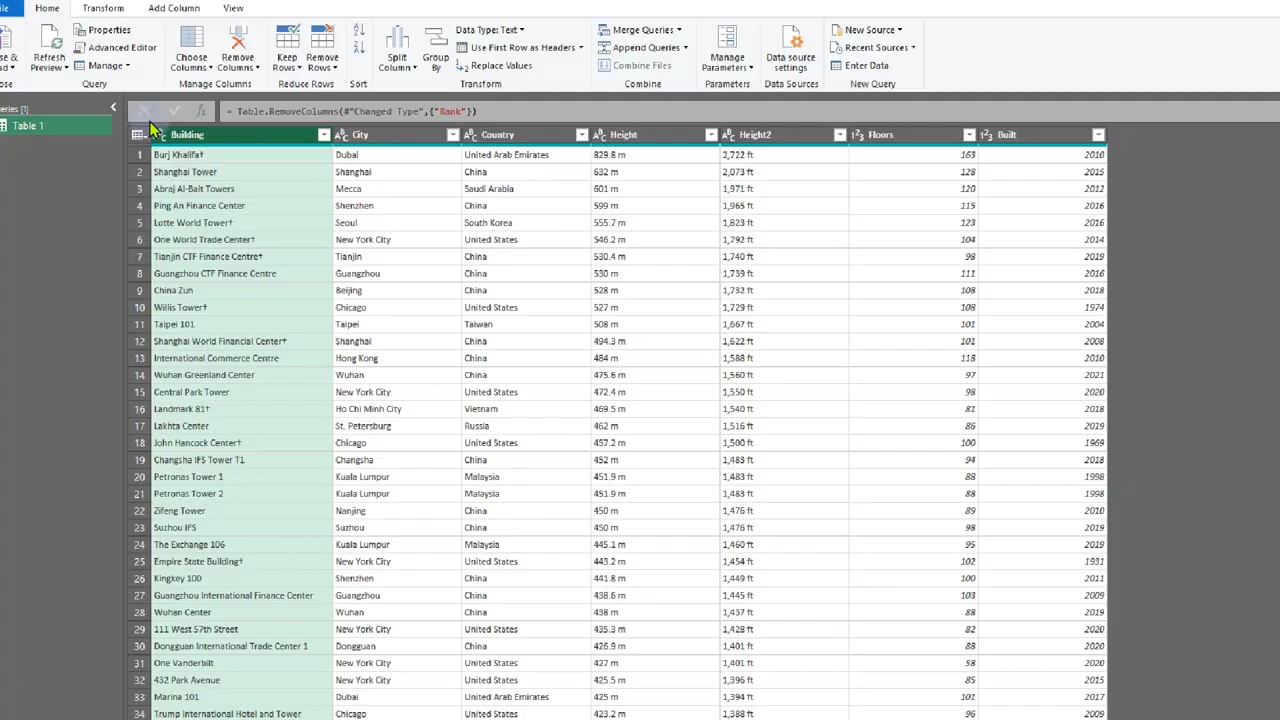 File Home Transform Add Column View
Properties
Advanced Editor
Manage
Refresh Preview
Query
Choose Columns
Remove Columns
Manage Columns
Keep Rows
Remove Rows
Reduce Rows
Sort
Split Column
Group By
Data Type: Text
Use First Row as Headers
Replace Values
Transform
Merge Queries
Append Queries
Combine Files
Combine
Manage Parameters
Parameters
Data source settings
Data Sources
New Source
Recent Sources
Enter Data
New Query
Table 1
= Table.RemoveColumns(#"Changed Type",{"Rank"})
Building City Country Height Height2 Floors Built
1 Burj Khalifa† Dubai United Arab Emirates 829.8 m 2,722 ft 163 2010
2 Shanghai Tower Shanghai China 632 m 2,073 ft 128 2015
3 Abraj Al-Bait Towers Mecca Saudi Arabia 601 m 1,971 ft 120 2012
4 Ping An Finance Center Shenzhen China 599 m 1,965 ft 115 2016
5 Lotte World Tower† Seoul South Korea 555.7 m 1,823 ft 123 2016
6 One World Trade Center† New York City United States 546.2 m 1,792 ft 104 2014
7 Tianjin CTF Finance Centre† Tianjin China 530.4 m 1,740 ft 98 2019
8 Guangzhou CTF Finance Centre Guangzhou China 530 m 1,739 ft 111 2016
9 China Zun Beijing China 528 m 1,732 ft 108 2018
10 Willis Tower† Chicago United States 527 m 1,729 ft 108 1974
11 Taipei 101 Taipei Taiwan 508 m 1,667 ft 101 2004
12 Shanghai World Financial Center† Shanghai China 494.3 m 1,622 ft 101 2008
13 International Commerce Centre Hong Kong China 484 m 1,588 ft 118 2010
14 Wuhan Greenland Center Wuhan China 475.6 m 1,560 ft 97 2021
15 Central Park Tower New York City United States 472.4 m 1,550 ft 98 2020
16 Landmark 81† Ho Chi Minh City Vietnam 469.5 m 1,540 ft 81 2018
17 Lakhta Center St. Petersburg Russia 462 m 1,516 ft 86 2019
18 John Hancock Center† Chicago United States 457.2 m 1,500 ft 100 1969
19 Changsha IFS Tower T1 Changsha China 452 m 1,483 ft 94 2018
20 Petronas Tower 1 Kuala Lumpur Malaysia 451.9 m 1,483 ft 88 1998
21 Petronas Tower 2 Kuala Lumpur Malaysia 451.9 m 1,483 ft 88 1998
22 Zifeng Tower Nanjing China 450 m 1,476 ft 89 2010
23 Suzhou IFS Suzhou China 450 m 1,476 ft 98 2019
24 The Exchange 106 Kuala Lumpur Malaysia 445.1 m 1,460 ft 95 2019
25 Empire State Building† New York City United States 443.2 m 1,454 ft 102 1931
26 Kingkey 100 Shenzhen China 441.8 m 1,449 ft 100 2011
27 Guangzhou International Finance Center Guangzhou China 438.6 m 1,445 ft 103 2009
28 Wuhan Center Wuhan China 438 m 1,437 ft 88 2019
29 111 West 57th Street New York City United States 435.3 m 1,428 ft 82 2020
30 Dongguan International Trade Center 1 Dongguan China 426.9 m 1,401 ft 88 2020
31 One Vanderbilt New York City United States 427 m 1,401 ft 58 2020
32 432 Park Avenue New York City United States 425.5 m 1,396 ft 85 2015
33 Marina 101 Dubai United Arab Emirates 425 m 1,394 ft 101 2017
34 Trump International Hotel and Tower Chicago United States 423.2 m 1,388 ft 96 2009